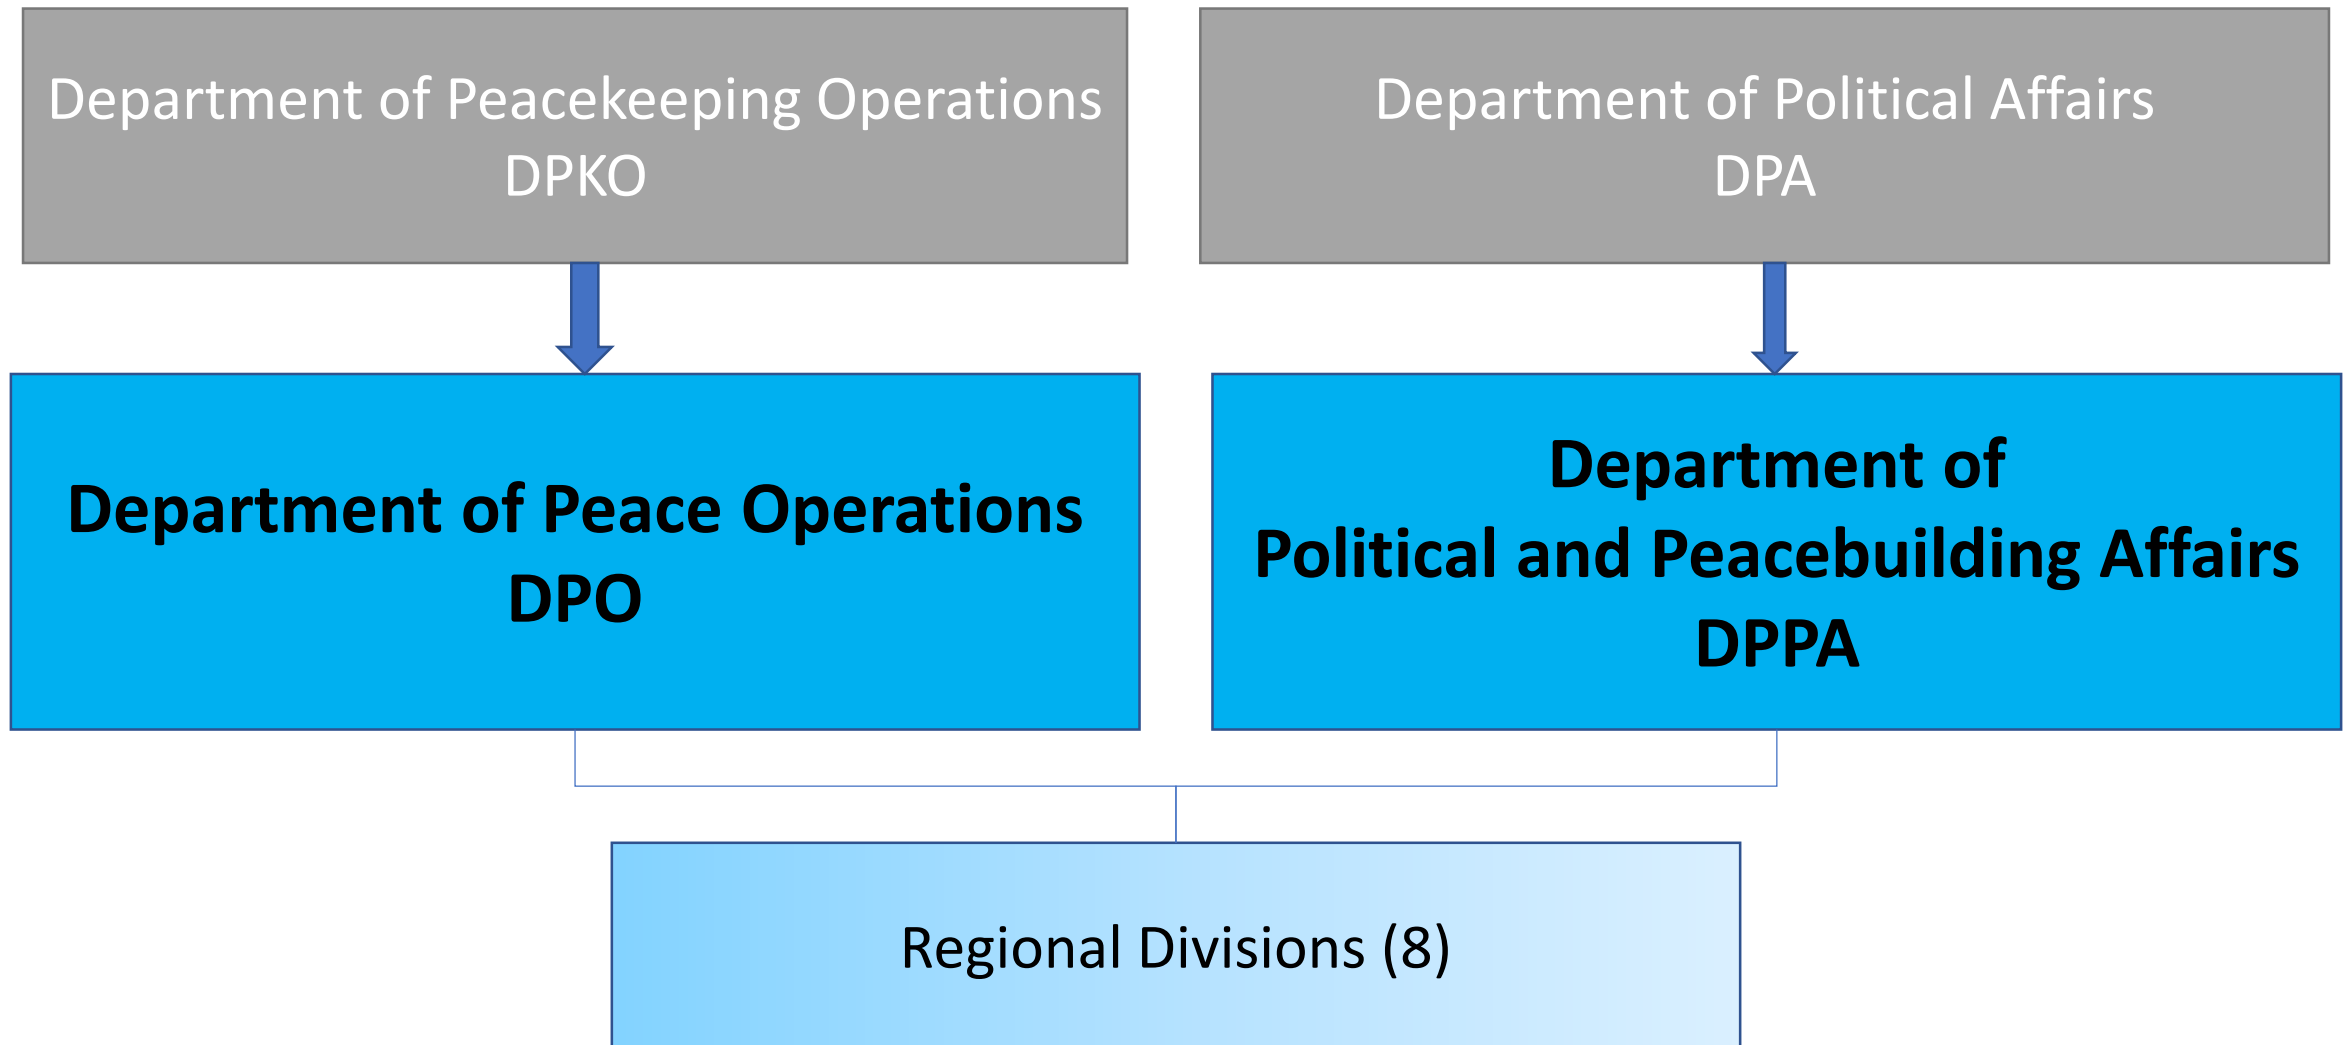 Department of Peacekeeping Operations
DPKO
Department of Political Affairs
DPA
Department of Peace Operations
DPO
Department of
Political and Peacebuilding Affairs
DPPA
Regional Divisions (8)